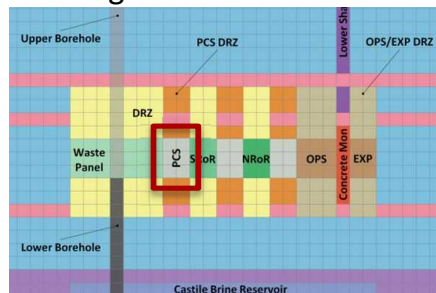 Upper Borehole
PCS DRZ
Lower Sha
OPS/EXP DRZ
DRZ
Waste
Panel
PCS
SRoR
NRoR
OPS
Concrete Mon
EXP
Lower Borehole
Castile Brine Reservoir